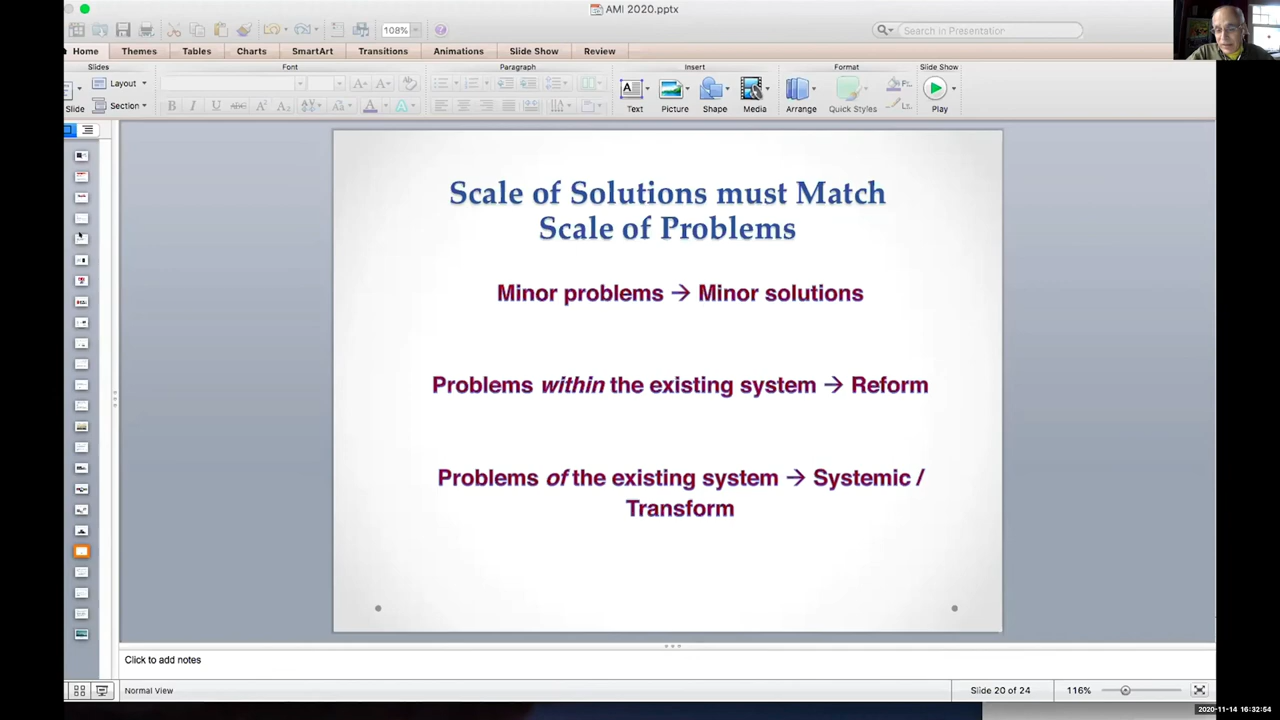 AMI 2020.pptx
108%
Search in Presentation
Home Themes Tables Charts SmartArt Transitions Animations Slide Show Review
Slides Font Paragraph Insert Format Slide Show
Layout
Slide Section
Text Picture Shape Media Arrange Quick Styles Play
Scale of Solutions must Match
Scale of Problems
Minor problems → Minor solutions
Problems within the existing system → Reform
Problems of the existing system → Systemic /
Transform
Click to add notes
Normal View Slide 20 of 24 116%
2020-11-14 16:32:54